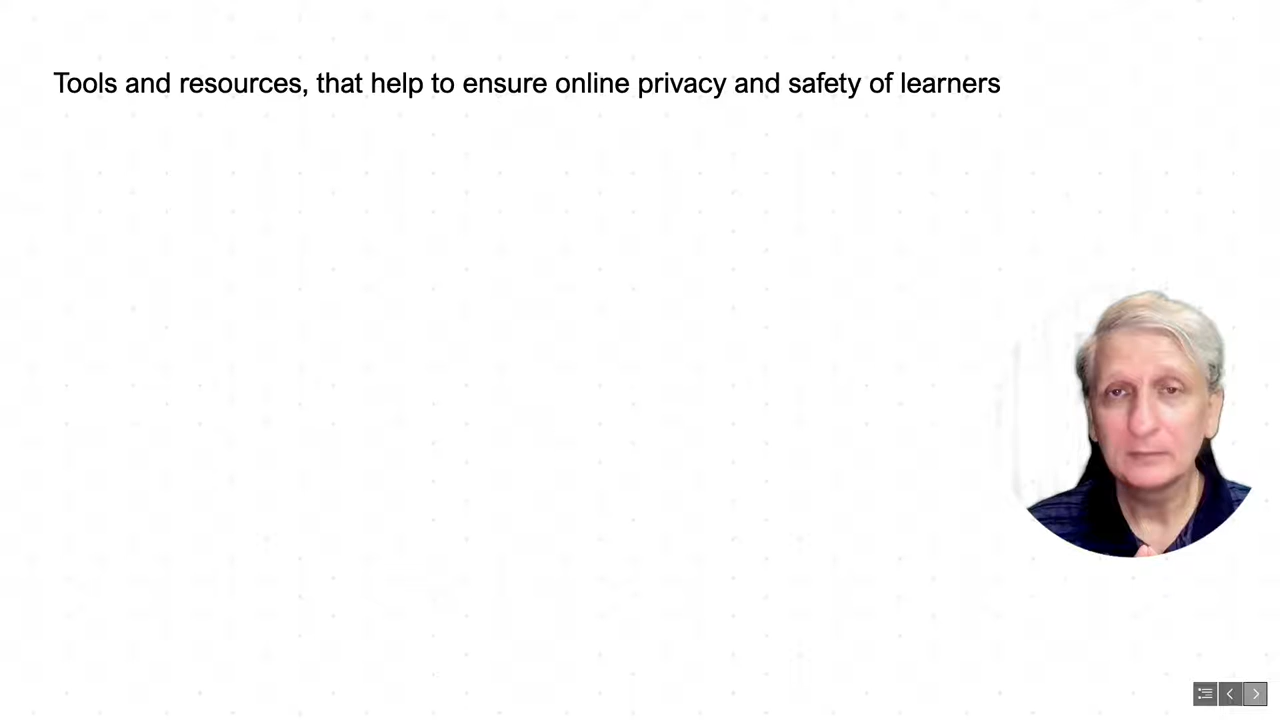 Tools and resources, that help to ensure online privacy and safety of learners